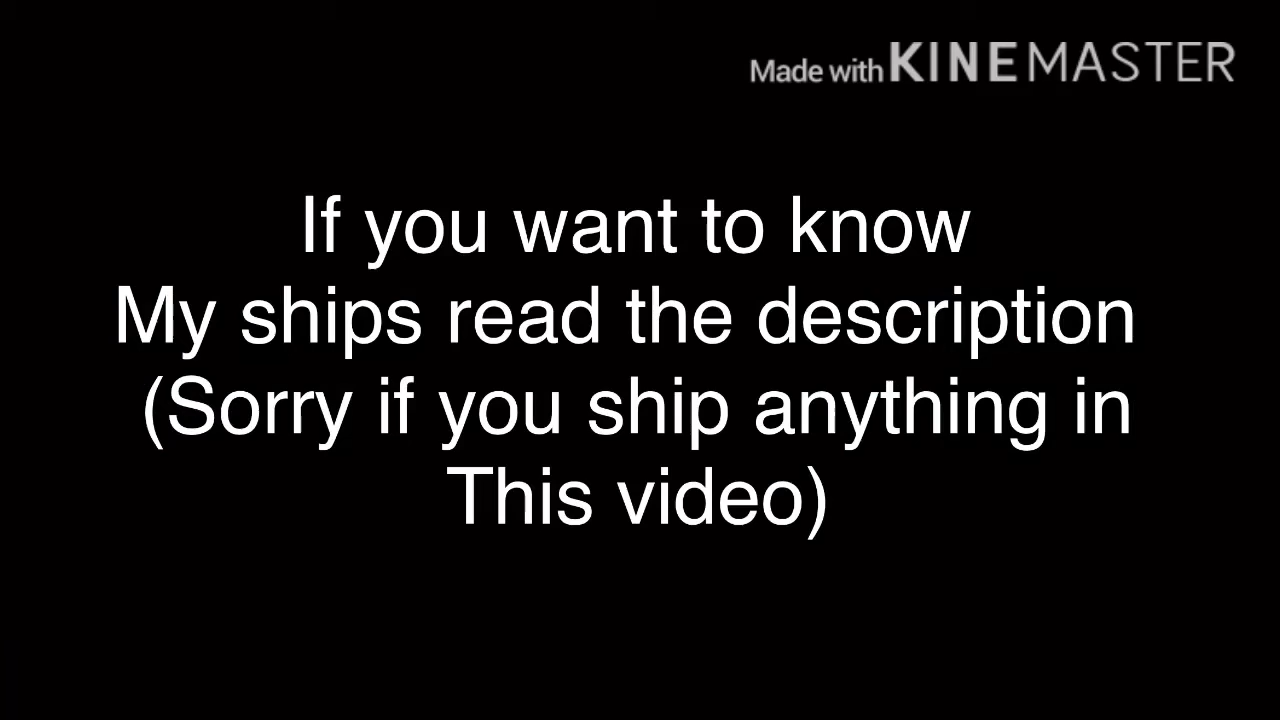 Made with KINEMASTER
If you want to know
My ships read the description
(Sorry if you ship anything in
This video)